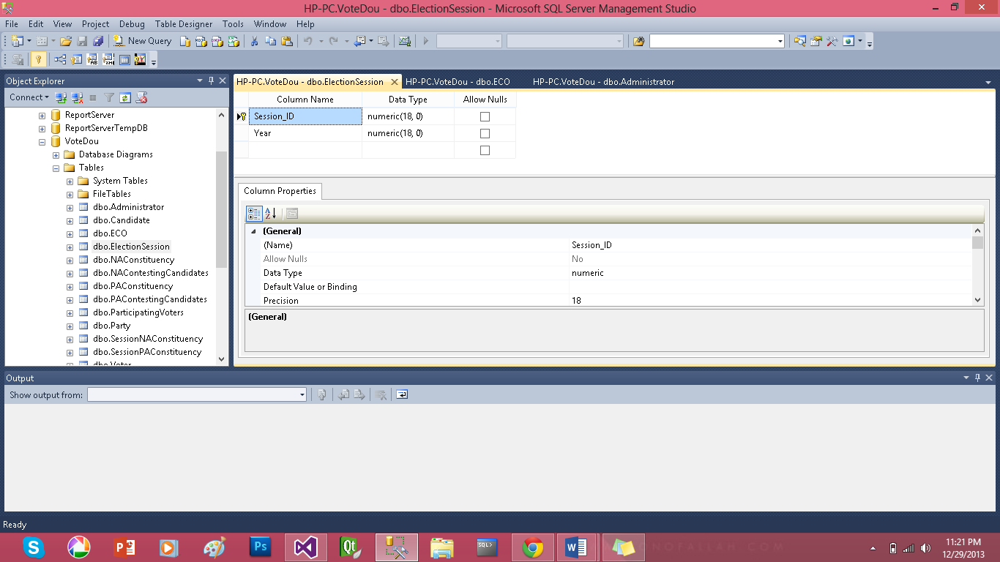 HP-PC.VoteDou - dbo.ElectionSession - Microsoft SQL Server Management Studio
File Edit View Project Debug Table Designer Tools Window Help
New Query
Object Explorer
HP-PC.VoteDou - dbo.ElectionSession HP-PC.VoteDou - dbo.ECO HP-PC.VoteDou - dbo.Administrator
Connect
ReportServer
ReportServerTempDB
VoteDou
Database Diagrams
Tables
System Tables
FileTables
dbo.Administrator
dbo.Candidate
dbo.ECO
dbo.ElectionSession
dbo.NAConstituency
dbo.NAContestingCandidates
dbo.PAConstituency
dbo.PAContestingCandidates
dbo.ParticipatingVoters
dbo.Party
dbo.SessionNAConstituency
dbo.SessionPAConstituency
dbo.Voter
Column Name Data Type Allow Nulls
Session_ID numeric(18, 0)
Year numeric(18, 0)
Column Properties
(General)
(Name) Session_ID
Allow Nulls No
Data Type numeric
Default Value or Binding
Precision 18
(General)
Output
Show output from:
Ready
11:21 PM
12/29/2013